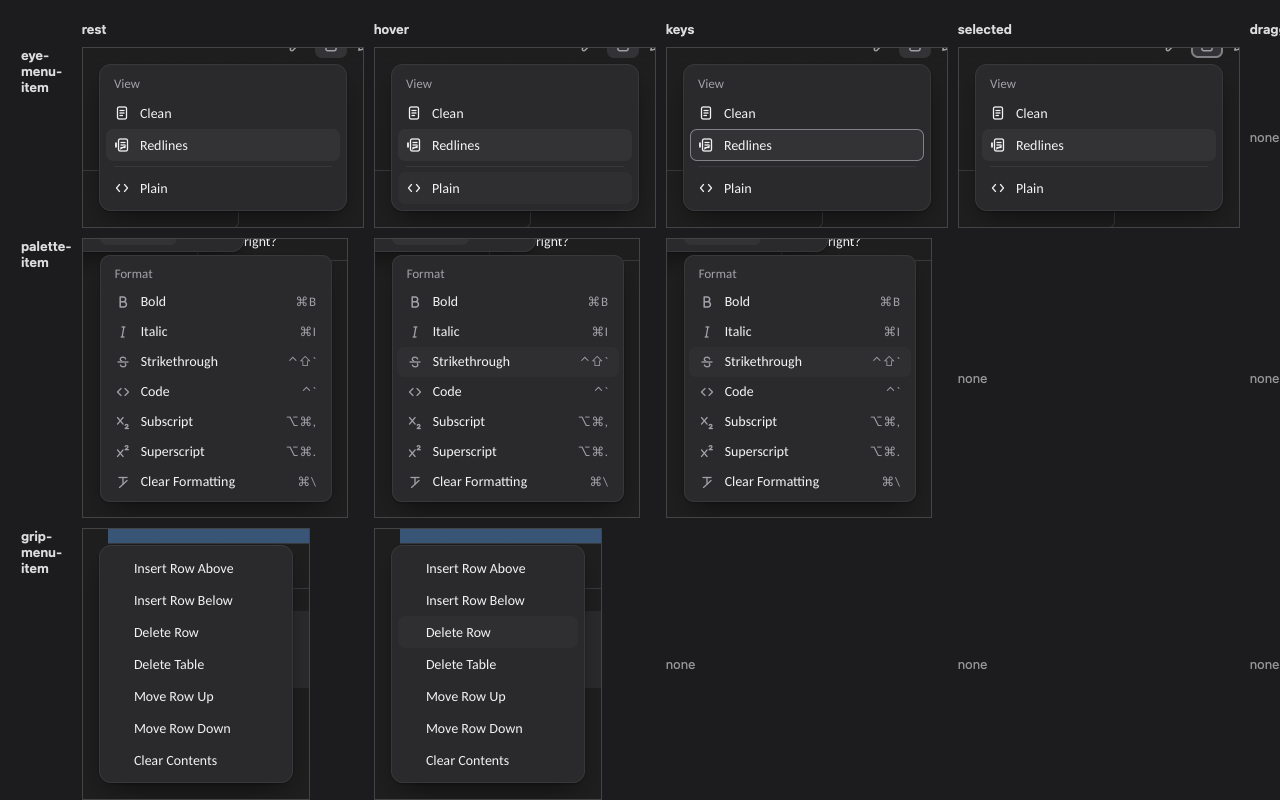 rest
hover
keys
selected
eye-
menu-
item
View
Clean
Redlines
Plain
View
Clean
Redlines
Plain
View
Clean
Redlines
Plain
View
Clean
Redlines
Plain
none
palette-
item
right?
Format
Bold ⌘B
Italic ⌘I
Strikethrough ^⇧`
Code ^`
Subscript ⌥⌘,
Superscript ⌥⌘.
Clear Formatting ⌘\
right?
Format
Bold ⌘B
Italic ⌘I
Strikethrough ^⇧`
Code ^`
Subscript ⌥⌘,
Superscript ⌥⌘.
Clear Formatting ⌘\
right?
Format
Bold ⌘B
Italic ⌘I
Strikethrough ^⇧`
Code ^`
Subscript ⌥⌘,
Superscript ⌥⌘.
Clear Formatting ⌘\
none
none
grip-
menu-
item
Insert Row Above
Insert Row Below
Delete Row
Delete Table
Move Row Up
Move Row Down
Clear Contents
Insert Row Above
Insert Row Below
Delete Row
Delete Table
Move Row Up
Move Row Down
Clear Contents
none
none
none